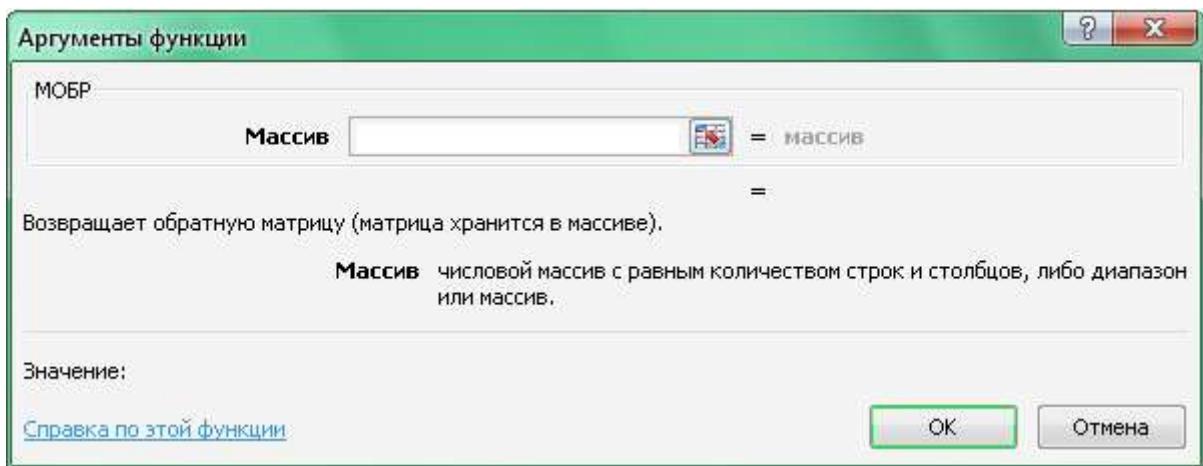 Аргументы функции
?
X
МОБР
Массив
= массив
=
Возвращает обратную матрицу (матрица хранится в массиве).
Массив числовой массив с равным количеством строк и столбцов, либо диапазон
или массив.
Значение:
Справка по этой функции
ОК
Отмена